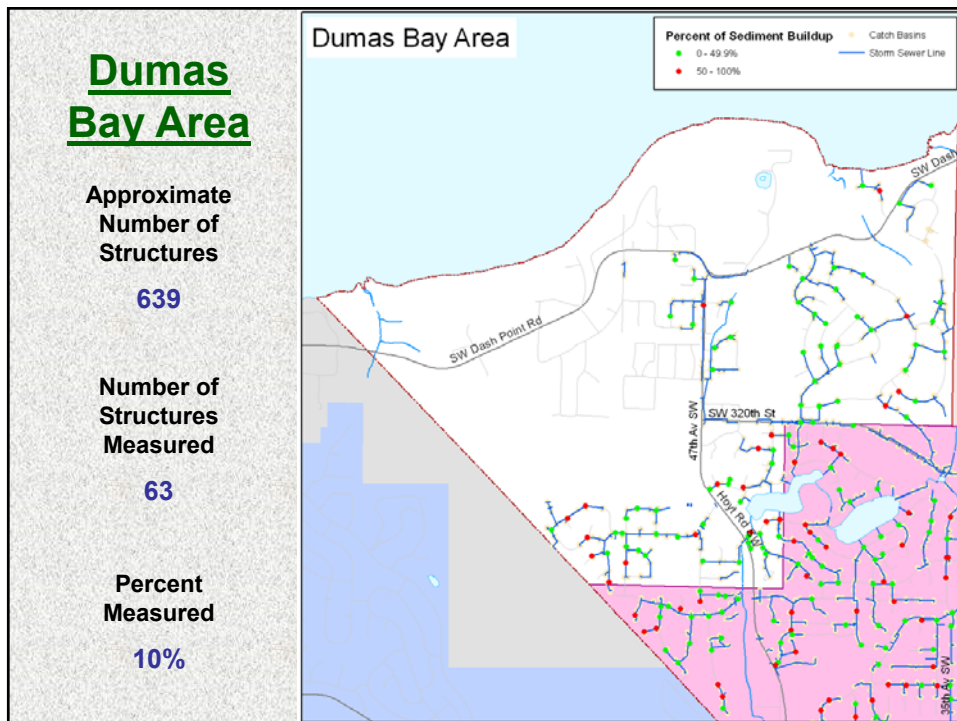 Dumas
Bay Area
Approximate
Number of
Structures
639
Number of
Structures
Measured
63
Percent
Measured
10%
Dumas Bay Area
Percent of Sediment Buildup
0 - 49.9%
50 - 100%
Catch Basins
Storm Sewer Line
SW Dash
SW Dash Point Rd
SW 320th St
47th Av SW
Hoyt Rd SW
35th Av SW